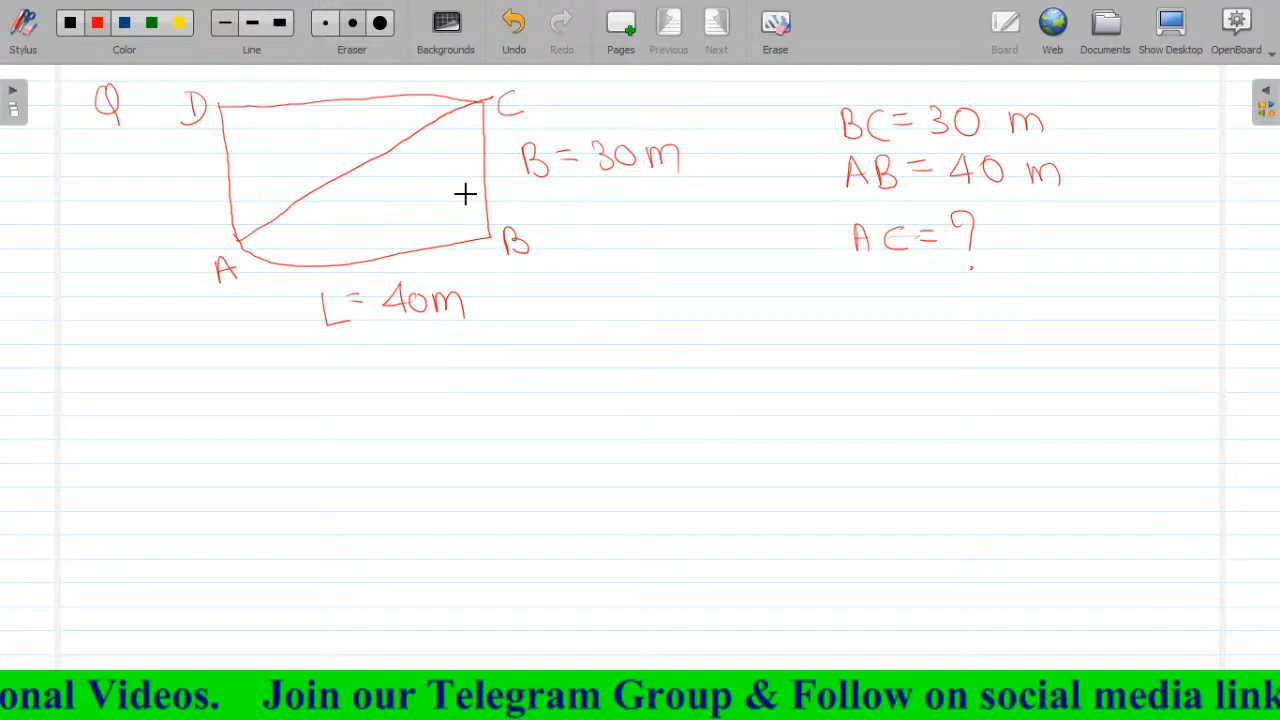 Stylus
Color
Line
Eraser
Backgrounds
Undo
Redo
Pages
Previous
Next
Erase
Board
Web
Documents
Show Desktop
OpenBoard
Q
D
C
B = 30 m
A
B
L = 40m
BC = 30 m
AB = 40 m
AC = ?
onal Videos. Join our Telegram Group & Follow on social media link